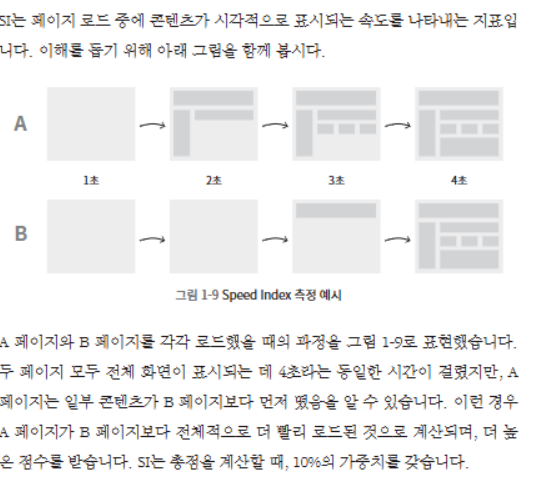 SI는 페이지 로드 중에 콘텐츠가 시각적으로 표시되는 속도를 나타내는 지표입
니다. 이해를 돕기 위해 아래 그림을 함께 봅시다.
A
1초 2초 3초 4초
B
그림 1-9 Speed Index 측정 예시
A 페이지와 B 페이지를 각각 로드했을 때의 과정을 그림 1-9로 표현했습니다.
두 페이지 모두 전체 화면이 표시되는 데 4초라는 동일한 시간이 걸렸지만, A
페이지는 일부 콘텐츠가 B 페이지보다 먼저 떴음을 알 수 있습니다. 이런 경우
A 페이지가 B 페이지보다 전체적으로 더 빨리 로드된 것으로 계산되며, 더 높
은 점수를 받습니다. SI는 총점을 계산할 때, 10%의 가중치를 갖습니다.